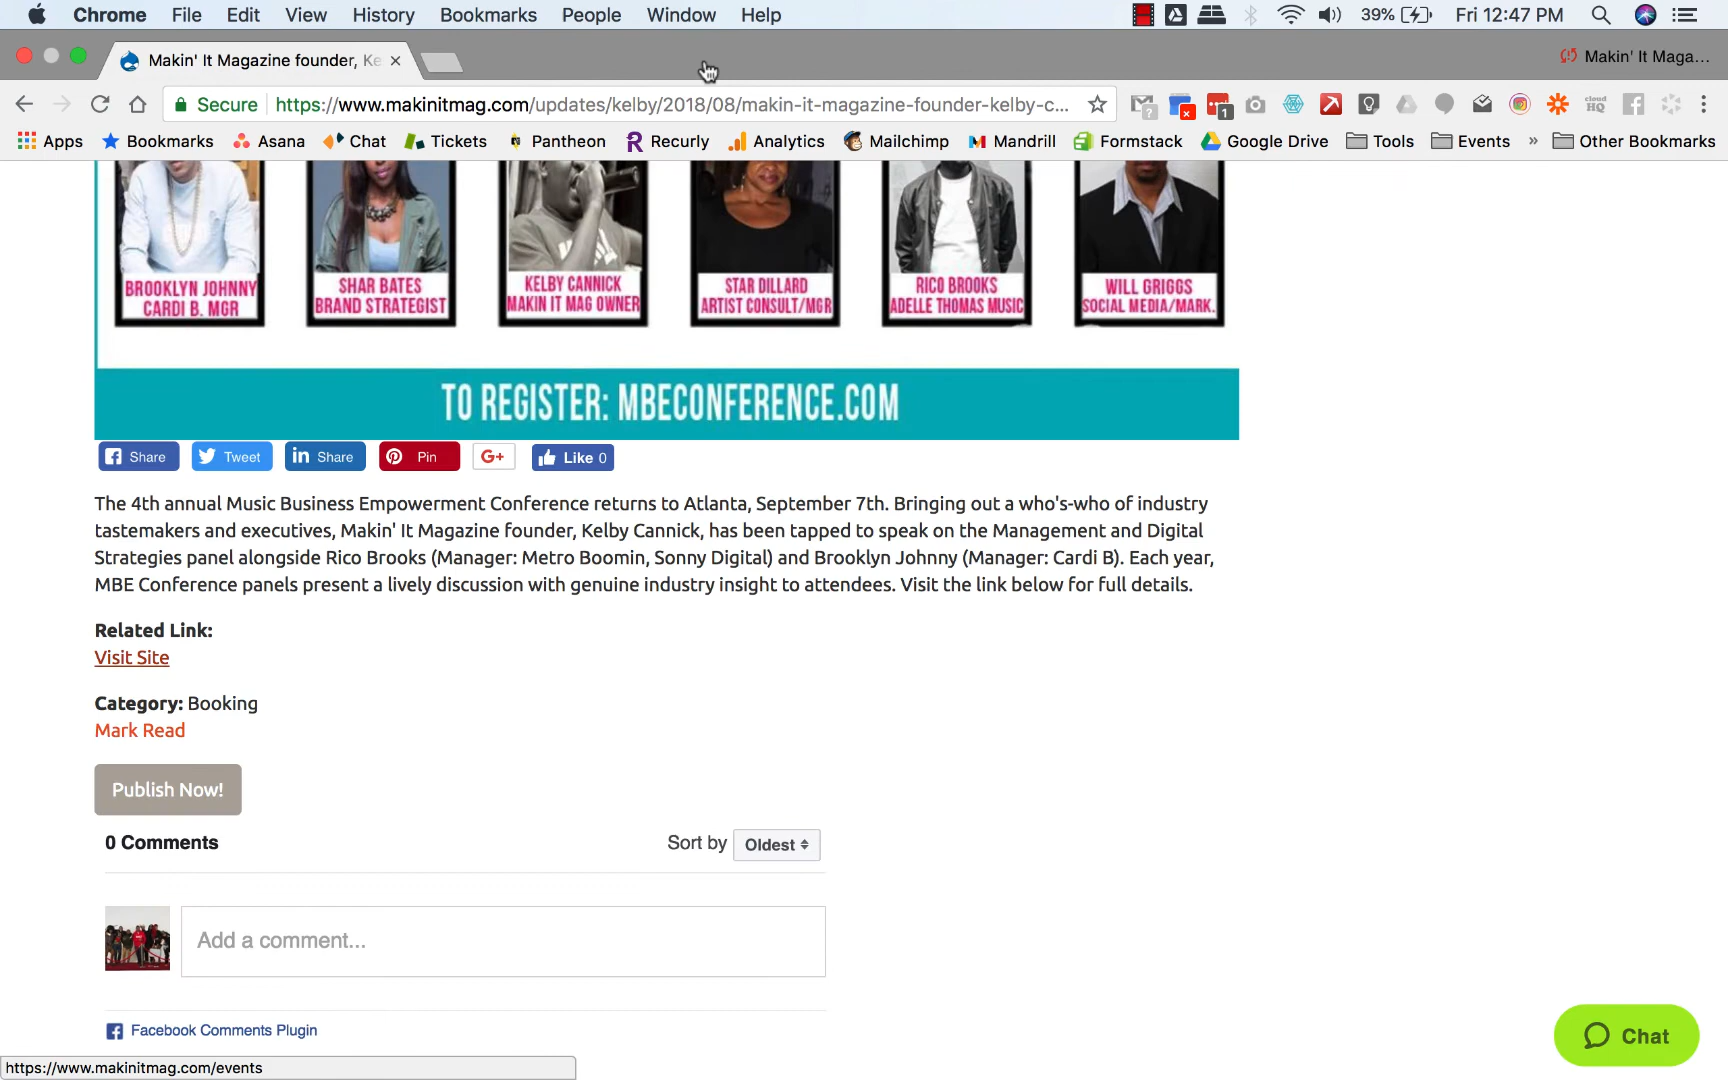 Chrome File Edit View History Bookmarks People Window Help 39% Fri 12:47 PM
Makin' It Magazine founder, Ke Makin' It Maga...
Secure https://www.makinitmag.com/updates/kelby/2018/08/makin-it-magazine-founder-kelby-c...
Apps Bookmarks Asana Chat Tickets Pantheon Recurly Analytics Mailchimp Mandrill Formstack Google Drive Tools Events » Other Bookmarks
BROOKLYN JOHNNY
CARDI B. MGR
SHAR BATES
BRAND STRATEGIST
KELBY CANNICK
MAKIN IT MAG OWNER
STAR DILLARD
ARTIST CONSULT/MGR
RICO BROOKS
ADELLE THOMAS MUSIC
WILL GRIGGS
SOCIAL MEDIA/MARK.
TO REGISTER: MBECONFERENCE.COM
Share Tweet Share Pin G+ Like 0
The 4th annual Music Business Empowerment Conference returns to Atlanta, September 7th. Bringing out a who's-who of industry
tastemakers and executives, Makin' It Magazine founder, Kelby Cannick, has been tapped to speak on the Management and Digital
Strategies panel alongside Rico Brooks (Manager: Metro Boomin, Sonny Digital) and Brooklyn Johnny (Manager: Cardi B). Each year,
MBE Conference panels present a lively discussion with genuine industry insight to attendees. Visit the link below for full details.
Related Link:
Visit Site
Category: Booking
Mark Read
Publish Now!
0 Comments Sort by Oldest
Add a comment...
Facebook Comments Plugin
Chat
https://www.makinitmag.com/events